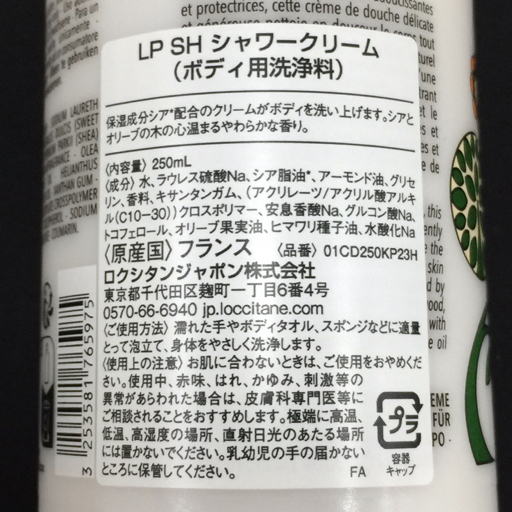 et protectrices, cette crème de douche délicate
LP SH シャワークリーム
(ボディ用洗浄料)
保湿成分シア*配合のクリームがボディを洗い上げます。シアと
オリーブの木の心温まるやわらかな香り。
〈内容量〉 250mL
〈成分〉 水、ラウレス硫酸Na、シア脂油*、アーモンド油、グリセ
リン、香料、キサンタンガム、(アクリレーツ/アクリル酸アルキ
ル(C10-30))クロスポリマー、安息香酸Na、グルコン酸Na、
トコフェロール、オリーブ果実油、ヒマワリ種子油、水酸化Na
〈原産国〉 フランス 〈品番〉 01CD250KP23H
ロクシタンジャポン株式会社
東京都千代田区麹町一丁目6番4号
0570-66-6940 jp.loccitane.com
〈ご使用方法〉 濡れた手やボディタオル、スポンジなどに適量
とって泡立て、身体をやさしく洗浄します。
〈使用上の注意〉 お肌に合わないときは、ご使用をおやめくだ
さい。使用中、赤味、はれ、かゆみ、刺激等の
異常があらわれた場合は、皮膚科専門医等に
ご相談されることをおすすめします。極端に高温、
低温、高湿度の場所、直射日光のあたる場所に
は置かないでください。乳幼児の手の届かない
ところに保管してください。
FA
プラ
容器
キャップ
3 253581 765975